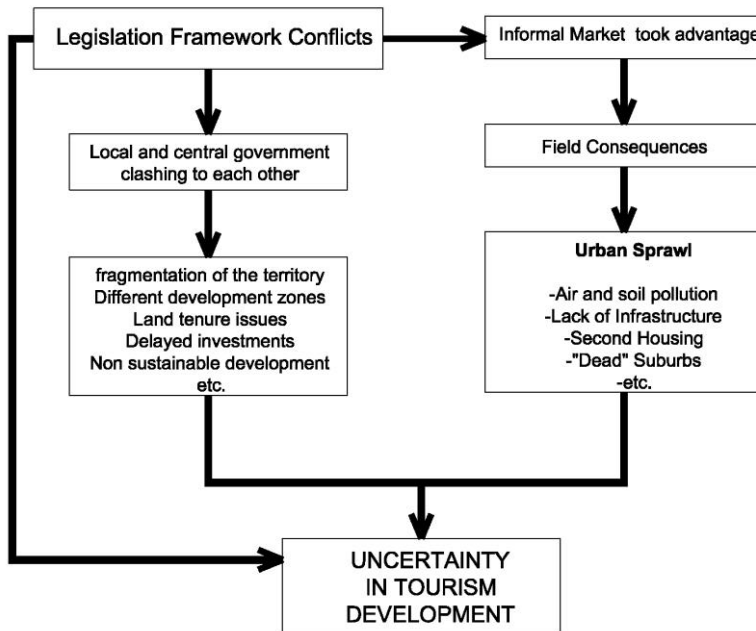 Legislation Framework Conflicts
Informal Market took advantage
Local and central government
clashing to each other
Field Consequences
fragmentation of the territory
Different development zones
Land tenure issues
Delayed investments
Non sustainable development
etc.
Urban Sprawl
-Air and soil pollution
-Lack of Infrastructure
-Second Housing
-"Dead" Suburbs
-etc.
UNCERTAINTY
IN TOURISM
DEVELOPMENT